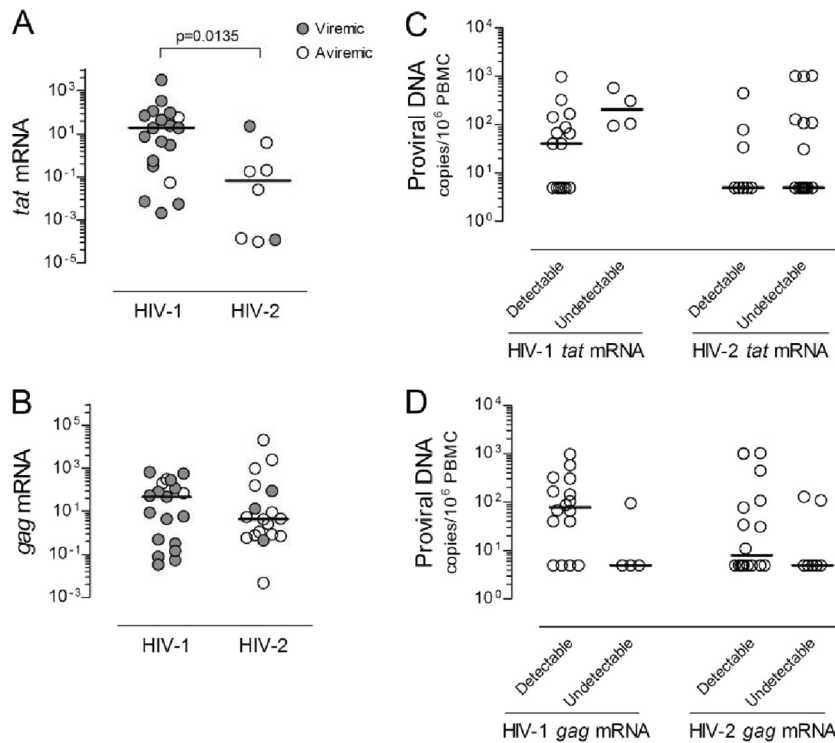 A
p=0.0135
Viremic
Aviremic
tat mRNA
10³
10¹
10⁻¹
10⁻³
10⁻⁵
HIV-1
HIV-2
B
gag mRNA
10⁵
10³
10¹
10⁻¹
10⁻³
HIV-1
HIV-2
C
Proviral DNA
copies/10⁶ PBMC
10⁴
10³
10²
10¹
10⁰
Detectable
Undetectable
Detectable
Undetectable
HIV-1 tat mRNA
HIV-2 tat mRNA
D
Proviral DNA
copies/10⁶ PBMC
10⁴
10³
10²
10¹
10⁰
Detectable
Undetectable
Detectable
Undetectable
HIV-1 gag mRNA
HIV-2 gag mRNA